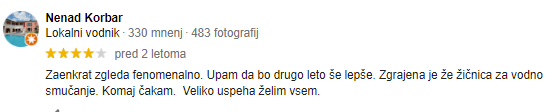 Nenad Korbar
Lokalni vodnik · 330 mnenj · 483 fotografij
pred 2 letoma
Zaenkrat zgleda fenomenalno. Upam da bo drugo leto še lepše. Zgrajena je že žičnica za vodno
smučanje. Komaj čakam.  Veliko uspeha želim vsem.